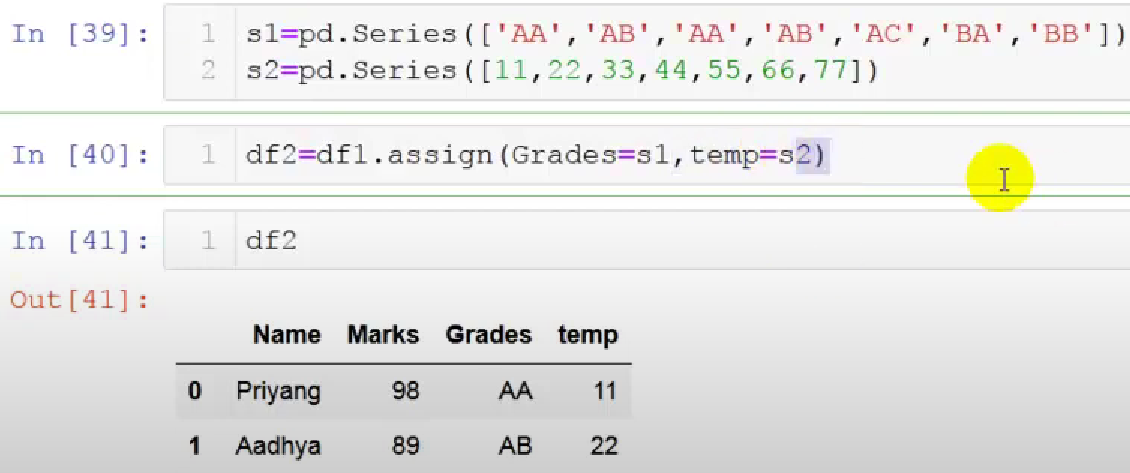 In [39]: 1 s1=pd.Series(['AA','AB','AA','AB','AC','BA','BB'])
2 s2=pd.Series([11,22,33,44,55,66,77])
In [40]: 1 df2=df1.assign(Grades=s1,temp=s2)
In [41]: 1 df2
Out[41]:
Name Marks Grades temp
0 Priyang 98 AA 11
1 Aadhya 89 AB 22